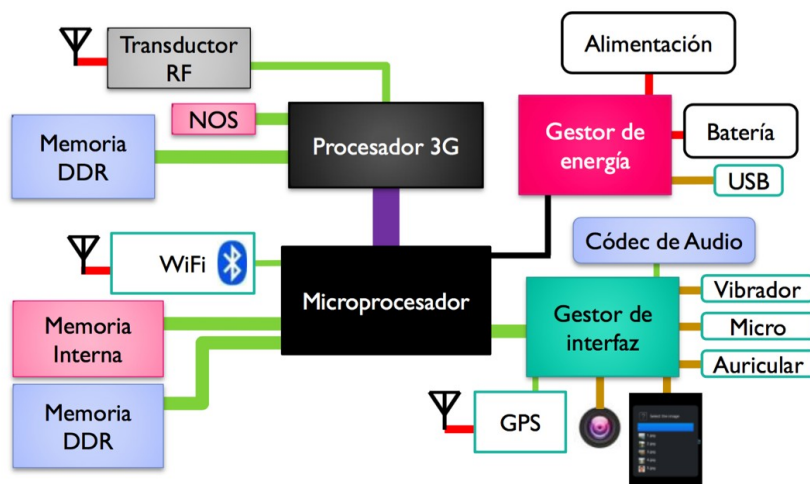 Transductor
RF
Alimentación
NOS
Memoria
DDR
Procesador 3G
Gestor de
energía
Batería
USB
WiFi
Códec de Audio
Microprocesador
Vibrador
Gestor de
interfaz
Micro
Memoria
Interna
Auricular
Memoria
DDR
GPS